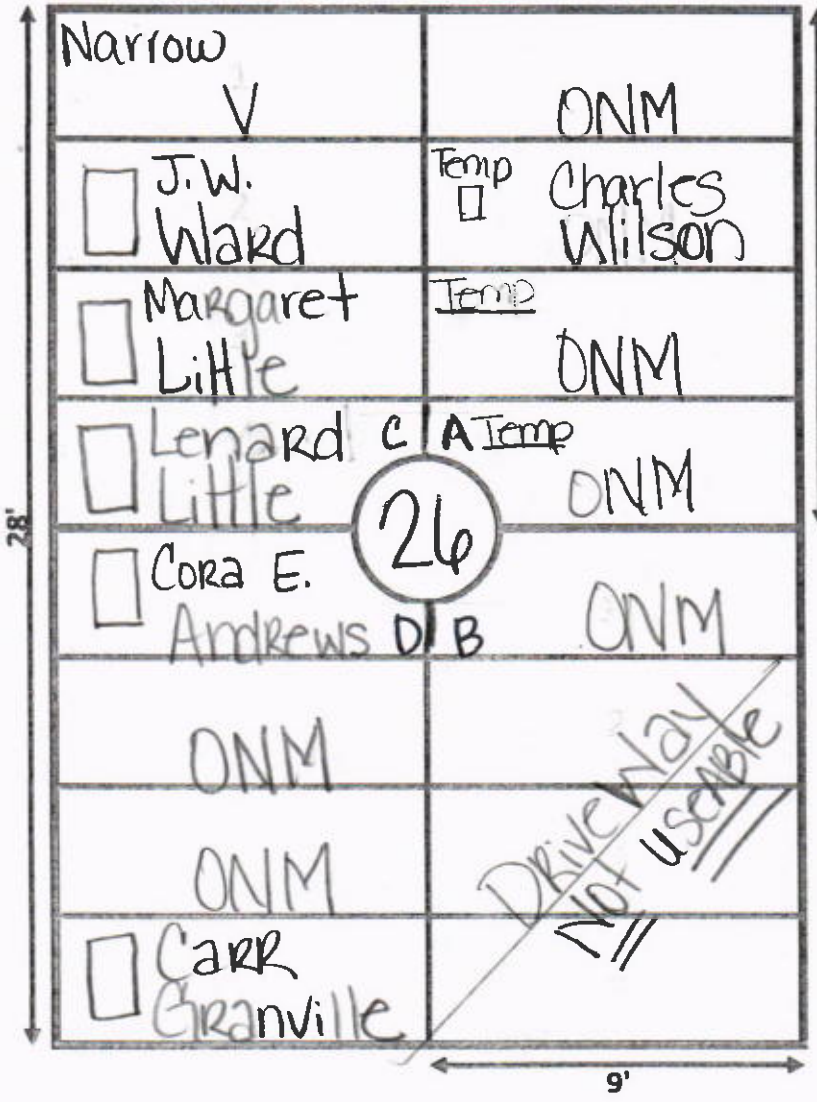 Narrow
V
ONM
J.W.
Ward
Temp
Charles
Wilson
Margaret
Little
Temp
ONM
Lenard
Little
C
A
Temp
ONM
26
28'
Cora E.
Andrews
D
B
ONM
ONM
Drive Way
Not useable
ONM
Carr
Granville
9'